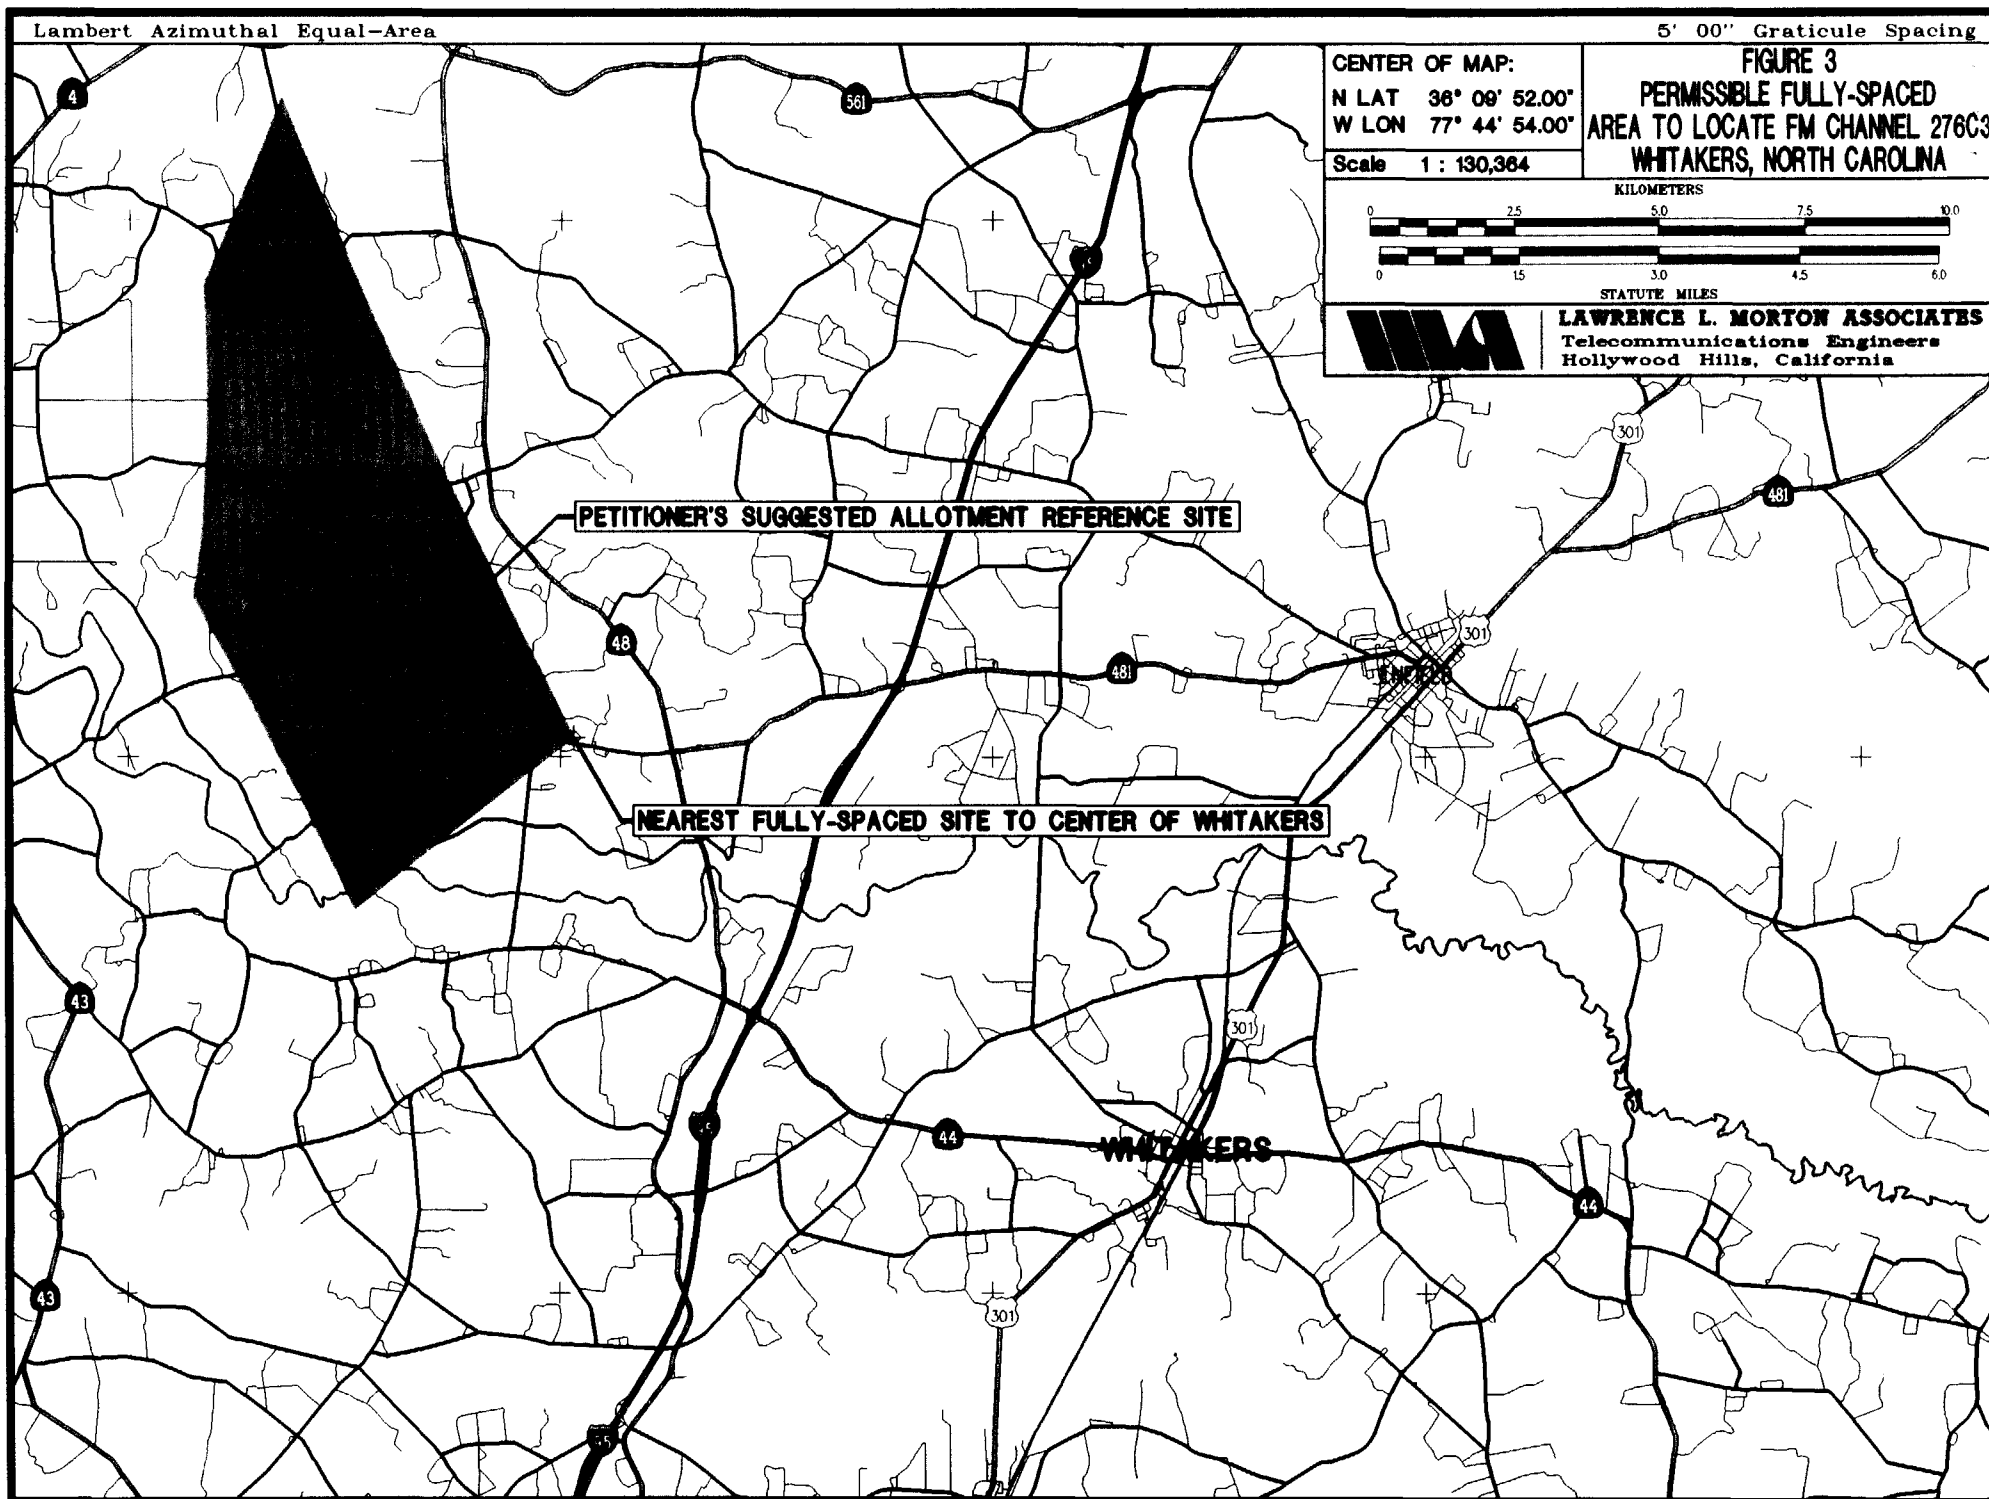 Lambert Azimuthal Equal-Area
5' 00" Graticule Spacing
CENTER OF MAP:
N LAT 36° 09' 52.00"
W LON 77° 44' 54.00"
Scale 1 : 130,364
FIGURE 3
PERMISSIBLE FULLY-SPACED
AREA TO LOCATE FM CHANNEL 276C3
WHITAKERS, NORTH CAROLINA
KILOMETERS
0 2.5 5.0 7.5 10.0
0 1.5 3.0 4.5 6.0
STATUTE MILES
LAWRENCE L. MORTON ASSOCIATES
Telecommunications Engineers
Hollywood Hills, California
4
561
301
481
PETITIONER'S SUGGESTED ALLOTMENT REFERENCE SITE
48
301
481
ENFIELD
NEAREST FULLY-SPACED SITE TO CENTER OF WHITAKERS
43
301
44
WHITAKERS
44
43
301